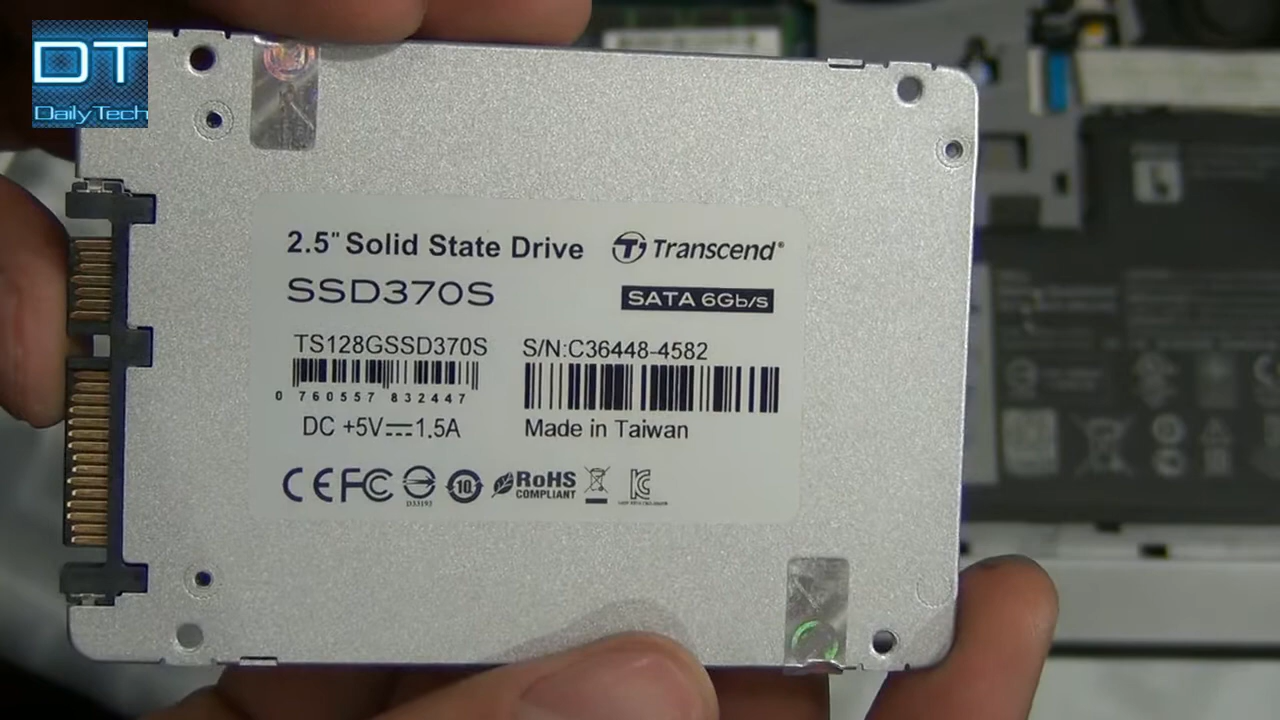 DT
DailyTech
2.5" Solid State Drive
Transcend®
SSD370S
SATA 6Gb/s
TS128GSSD370S
S/N:C36448-4582
0 760557 832447
DC +5V⎓1.5A
Made in Taiwan
CE FC
D33193
10
RoHS
COMPLIANT